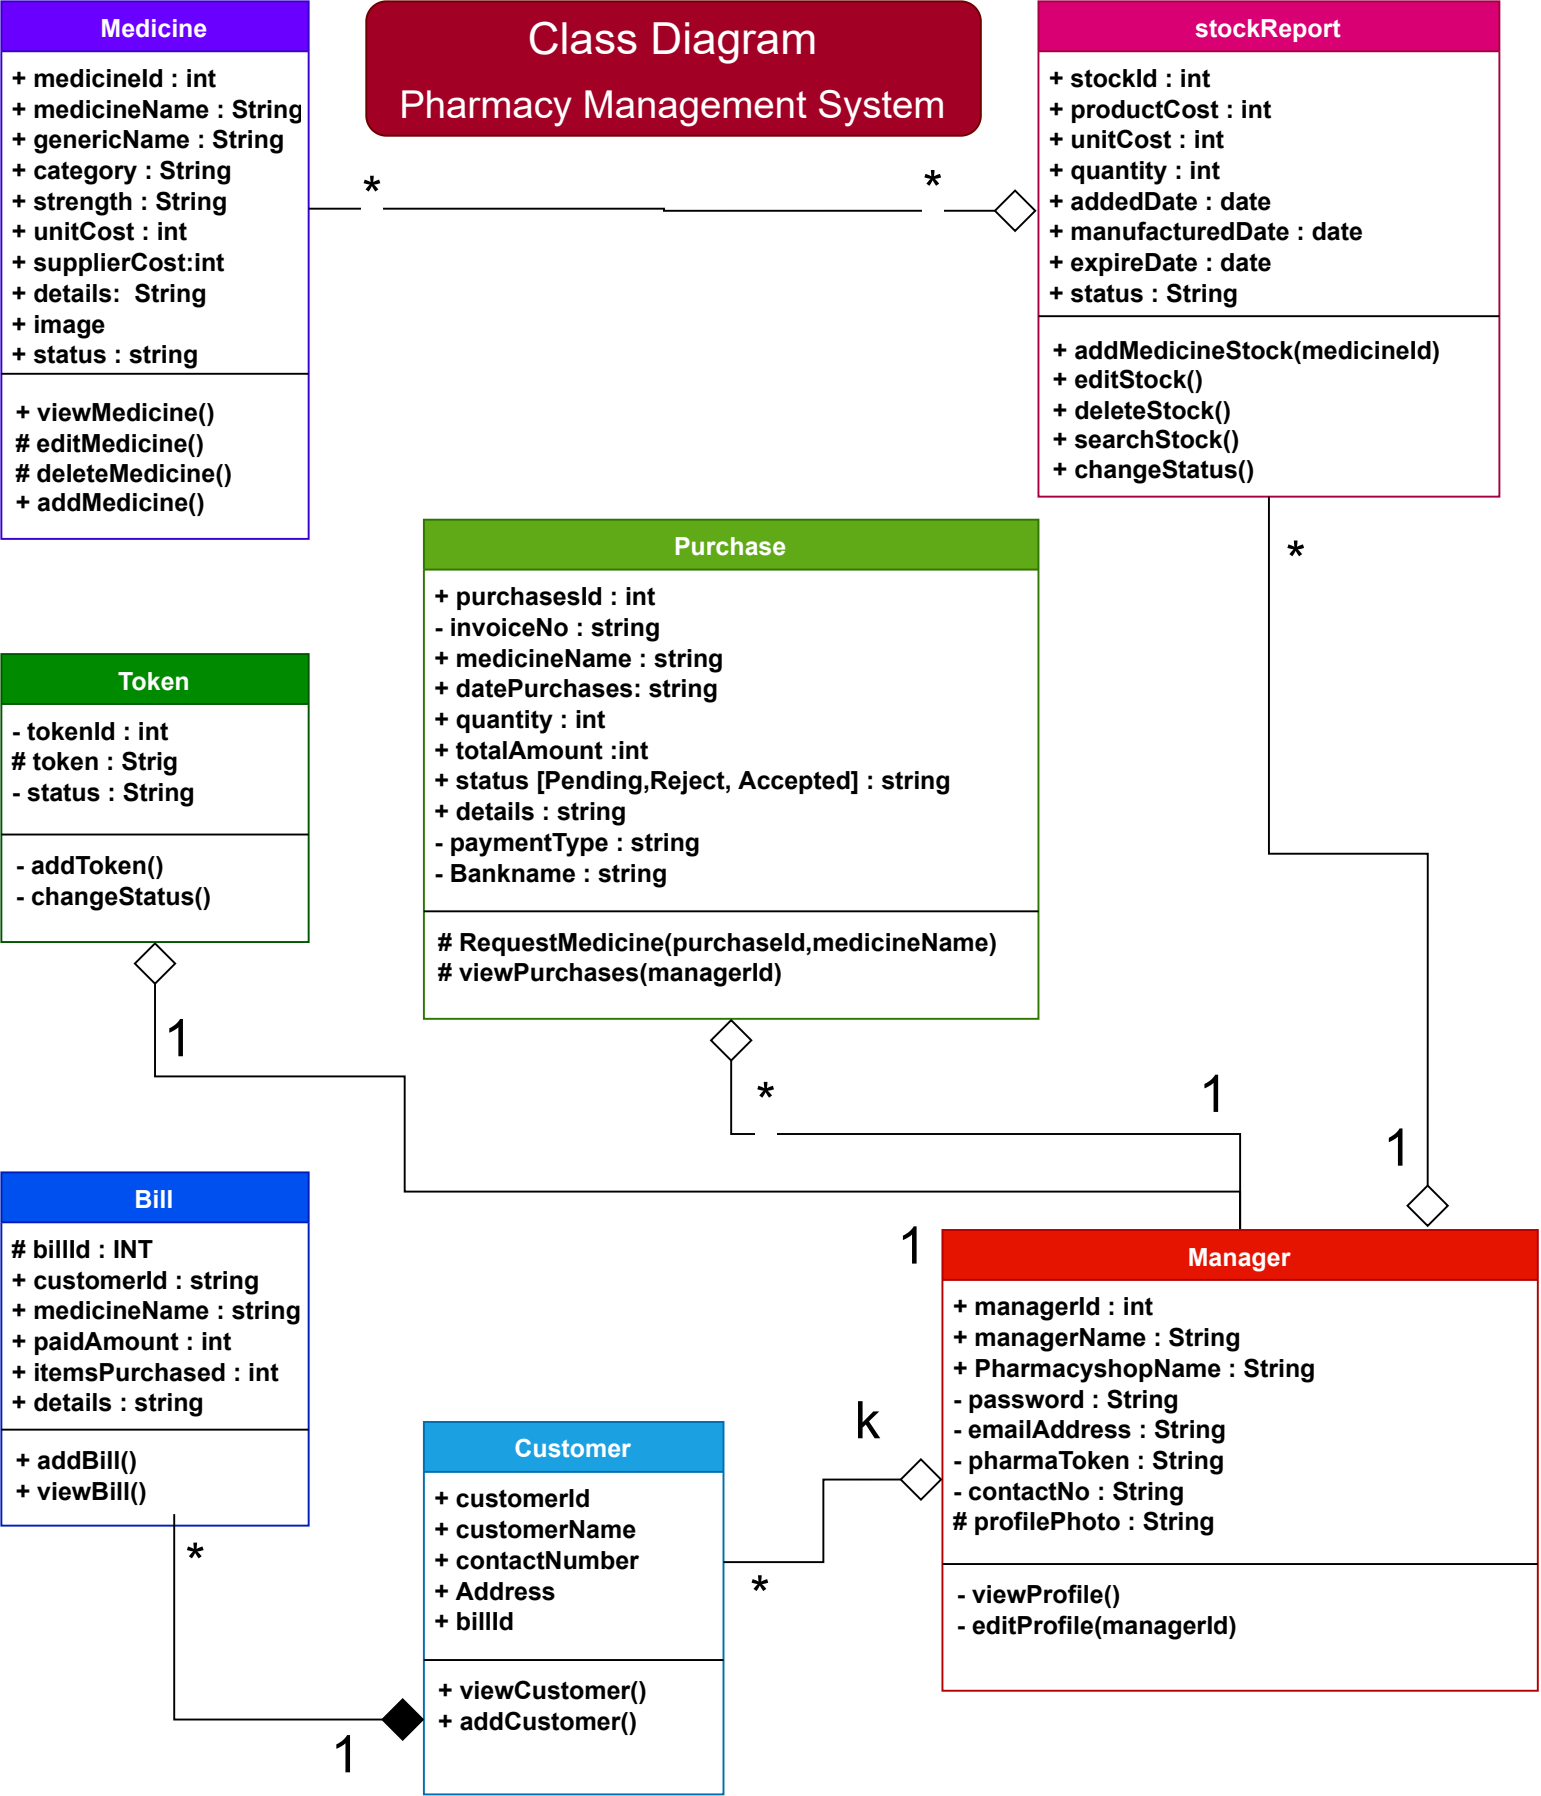 Class Diagram
Pharmacy Management System
Medicine
+ medicineId : int
+ medicineName : String
+ genericName : String
+ category : String
+ strength : String
+ unitCost : int
+ supplierCost:int
+ details:  String
+ image
+ status : string
+ viewMedicine()
# editMedicine()
# deleteMedicine()
+ addMedicine()
*
*
stockReport
+ stockId : int
+ productCost : int
+ unitCost : int
+ quantity : int
+ addedDate : date
+ manufacturedDate : date
+ expireDate : date
+ status : String
+ addMedicineStock(medicineId)
+ editStock()
+ deleteStock()
+ searchStock()
+ changeStatus()
*
Purchase
+ purchasesId : int
- invoiceNo : string
+ medicineName : string
+ datePurchases: string
+ quantity : int
+ totalAmount :int
+ status [Pending,Reject, Accepted] : string
+ details : string
- paymentType : string
- Bankname : string
# RequestMedicine(purchaseId,medicineName)
# viewPurchases(managerId)
*
1
1
Token
- tokenId : int
# token : Strig
- status : String
- addToken()
- changeStatus()
1
1
Bill
# billId : INT
+ customerId : string
+ medicineName : string
+ paidAmount : int
+ itemsPurchased : int
+ details : string
+ addBill()
+ viewBill()
*
1
Customer
+ customerId
+ customerName
+ contactNumber
+ Address
+ billId
+ viewCustomer()
+ addCustomer()
*
k
Manager
+ managerId : int
+ managerName : String
+ PharmacyshopName : String
- password : String
- emailAddress : String
- pharmaToken : String
- contactNo : String
# profilePhoto : String
- viewProfile()
- editProfile(managerId)